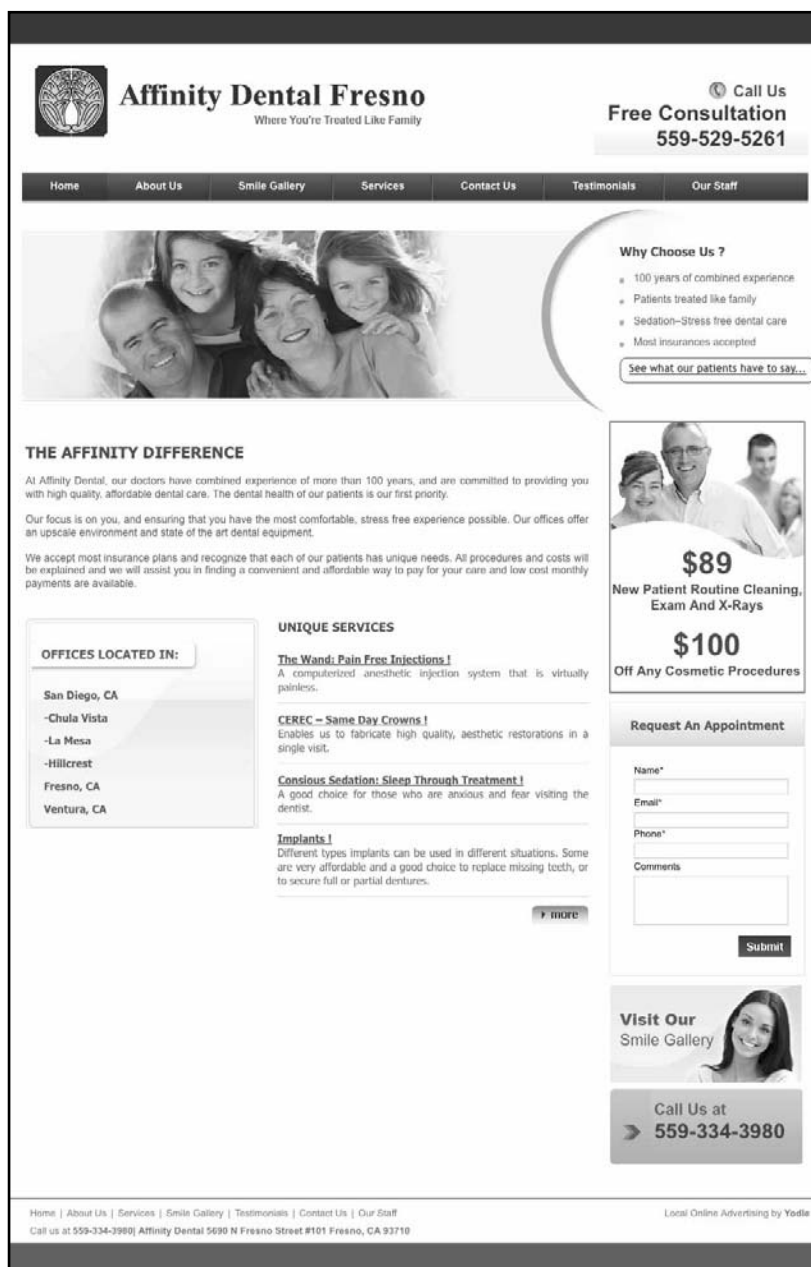 Affinity Dental Fresno
Where You're Treated Like Family
Call Us
Free Consultation
559-529-5261
Home About Us Smile Gallery Services Contact Us Testimonials Our Staff
Why Choose Us ?
100 years of combined experience
Patients treated like family
Sedation–Stress free dental care
Most insurances accepted
See what our patients have to say...
THE AFFINITY DIFFERENCE
At Affinity Dental, our doctors have combined experience of more than 100 years, and are committed to providing you
with high quality, affordable dental care. The dental health of our patients is our first priority.
Our focus is on you, and ensuring that you have the most comfortable, stress free experience possible. Our offices offer
an upscale environment and state of the art dental equipment.
We accept most insurance plans and recognize that each of our patients has unique needs. All procedures and costs will
be explained and we will assist you in finding a convenient and affordable way to pay for your care and low cost monthly
payments are available.
OFFICES LOCATED IN:
San Diego, CA
-Chula Vista
-La Mesa
-Hillcrest
Fresno, CA
Ventura, CA
UNIQUE SERVICES
The Wand: Pain Free Injections !
A computerized anesthetic injection system that is virtually
painless.
CEREC – Same Day Crowns !
Enables us to fabricate high quality, aesthetic restorations in a
single visit.
Consious Sedation: Sleep Through Treatment !
A good choice for those who are anxious and fear visiting the
dentist.
Implants !
Different types implants can be used in different situations. Some
are very affordable and a good choice to replace missing teeth, or
to secure full or partial dentures.
more
$89
New Patient Routine Cleaning,
Exam And X-Rays
$100
Off Any Cosmetic Procedures
Request An Appointment
Name*
Email*
Phone*
Comments
Submit
Visit Our
Smile Gallery
Call Us at
559-334-3980
Home | About Us | Services | Smile Gallery | Testimonials | Contact Us | Our Staff
Call us at 559-334-3980| Affinity Dental 5690 N Fresno Street #101 Fresno, CA 93710
Local Online Advertising by Yodle